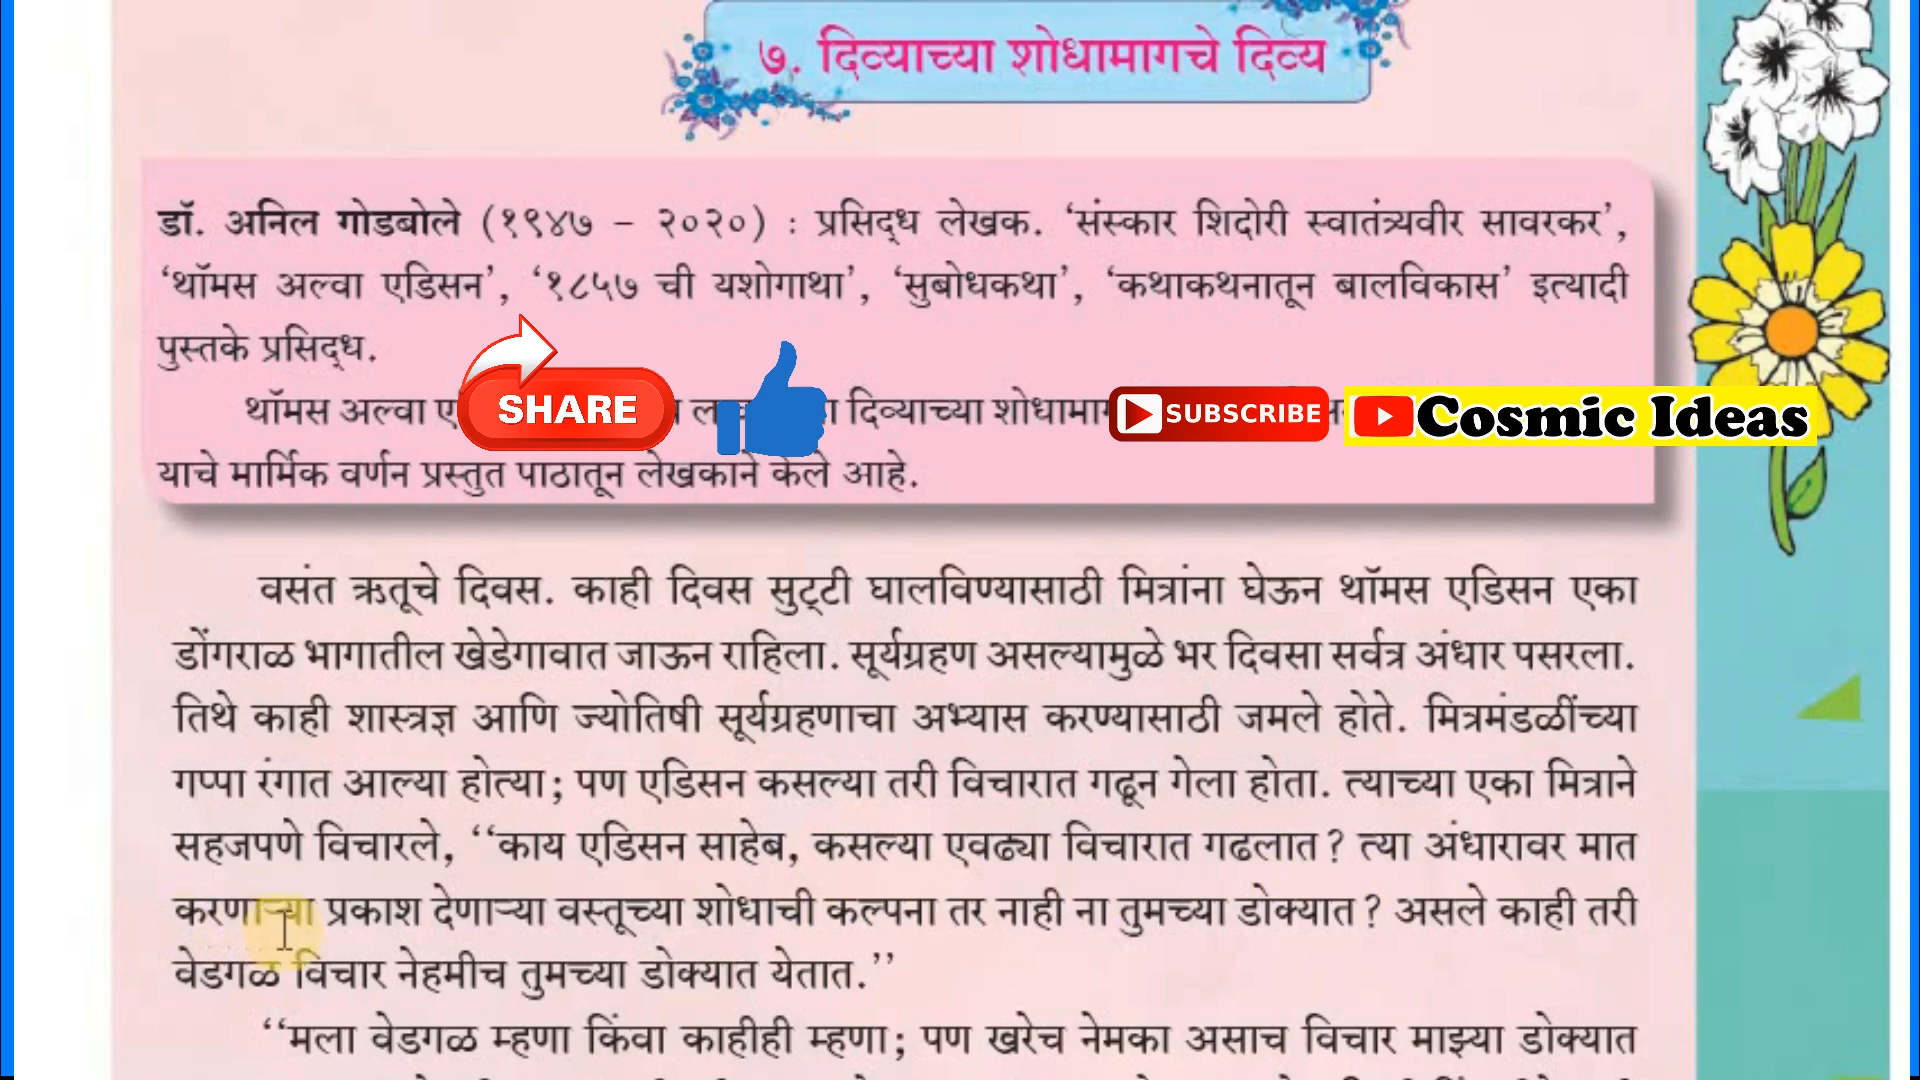 ७. दिव्याच्या शोधामागचे दिव्य
डॉ. अनिल गोडबोले (१९४७ – २०२०) : प्रसिद्ध लेखक. ‘संस्कार शिदोरी स्वातंत्र्यवीर सावरकर’,
‘थॉमस अल्वा एडिसन’, ‘१८५७ ची यशोगाथा’, ‘सुबोधकथा’, ‘कथाकथनातून बालविकास’ इत्यादी
पुस्तके प्रसिद्ध.
थॉमस अल्वा दिव्याच्या
SHARE
SUBSCRIBE
Cosmic Ideas
याचे मार्मिक वर्णन प्रस्तुत पाठातून लेखकाने केले आहे.
वसंत ऋतूचे दिवस. काही दिवस सुट्टी घालविण्यासाठी मित्रांना घेऊन थॉमस एडिसन एका
डोंगराळ भागातील खेडेगावात जाऊन राहिला. सूर्यग्रहण असल्यामुळे भर दिवसा सर्वत्र अंधार पसरला.
तिथे काही शास्त्रज्ञ आणि ज्योतिषी सूर्यग्रहणाचा अभ्यास करण्यासाठी जमले होते. मित्रमंडळींच्या
गप्पा रंगात आल्या होत्या; पण एडिसन कसल्या तरी विचारात गढून गेला होता. त्याच्या एका मित्राने
सहजपणे विचारले, ‘‘काय एडिसन साहेब, कसल्या एवढ्या विचारात गढलात? त्या अंधारावर मात
करणाऱ्या प्रकाश देणाऱ्या वस्तूच्या शोधाची कल्पना तर नाही ना तुमच्या डोक्यात? असले काही तरी
वेडगळ विचार नेहमीच तुमच्या डोक्यात येतात.’’
‘‘मला वेडगळ म्हणा किंवा काहीही म्हणा; पण खरेच नेमका असाच विचार माझ्या डोक्यात